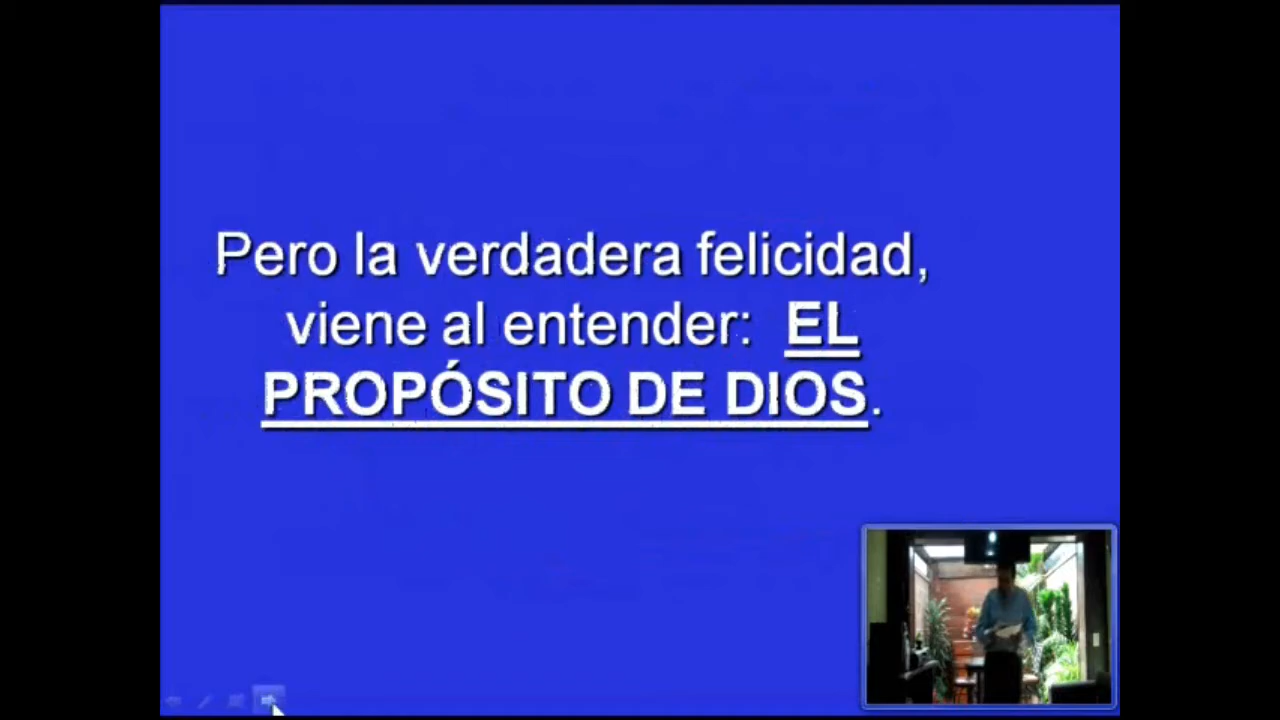 Pero la verdadera felicidad,
viene al entender: EL
PROPÓSITO DE DIOS.